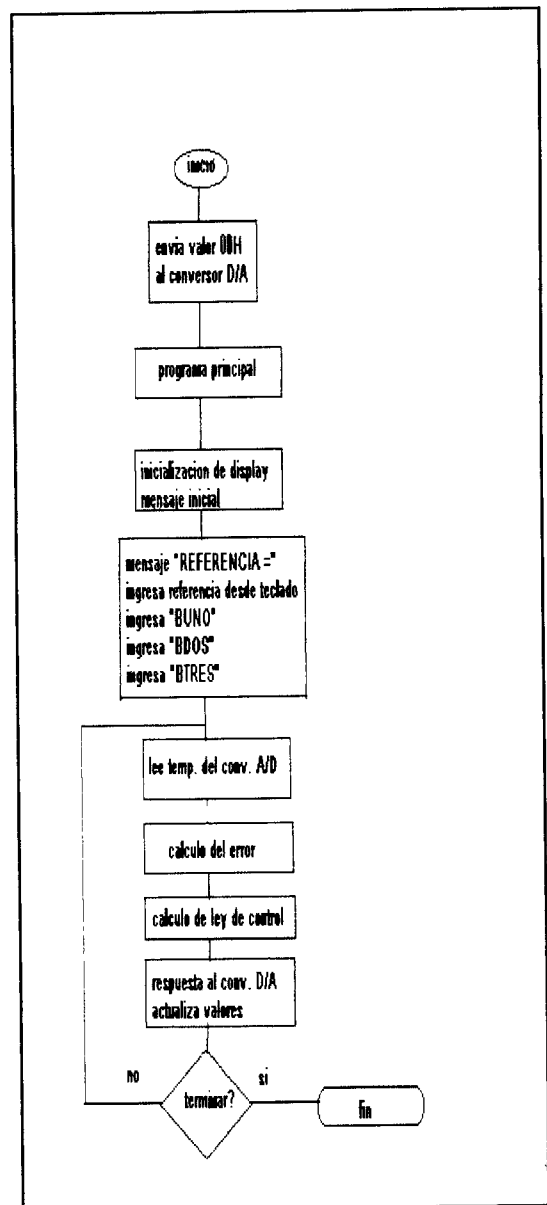 inicio
envia valor 00H
al conversor D/A
programa principal
inicializacion de display
mensaje inicial
mensaje "REFERENCIA ="
ingresa referencia desde teclado
ingresa "BUNO"
ingresa "BDOS"
ingresa "BTRES"
lee temp. del conv. A/D
calculo del error
calculo de ley de control
respuesta al conv. D/A
actualiza valores
no
si
terminar?
fin